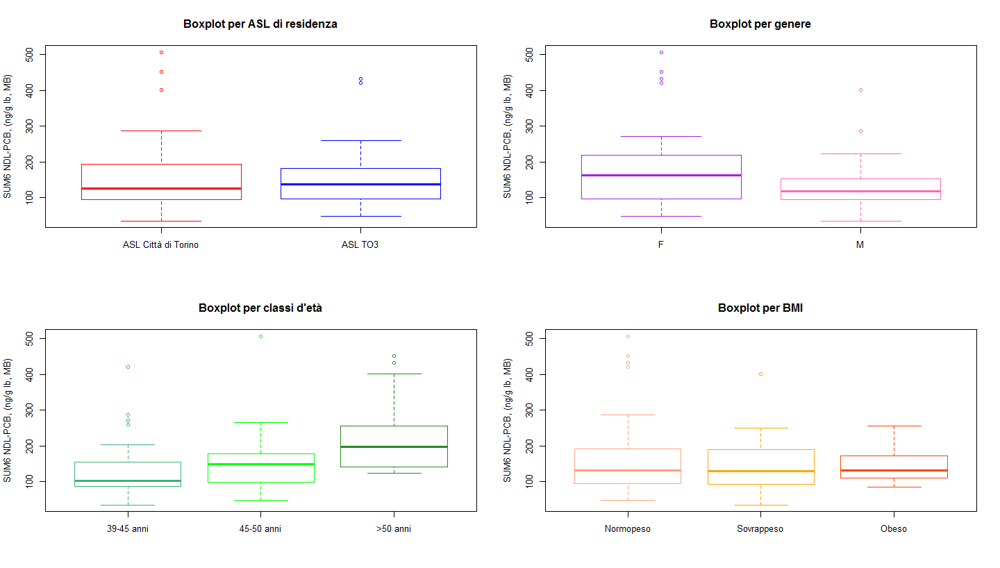 Boxplot per ASL di residenza
SUM6 NDL-PCB, (ng/g lb, MB)
500
400
300
200
100
ASL Città di Torino
ASL TO3
Boxplot per genere
SUM6 NDL-PCB, (ng/g lb, MB)
500
400
300
200
100
F
M
Boxplot per classi d'età
SUM6 NDL-PCB, (ng/g lb, MB)
500
400
300
200
100
39-45 anni
45-50 anni
>50 anni
Boxplot per BMI
SUM6 NDL-PCB, (ng/g lb, MB)
500
400
300
200
100
Normopeso
Sovrappeso
Obeso